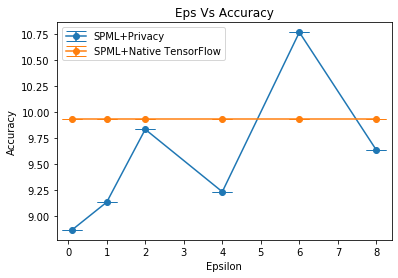 Eps Vs Accuracy
SPML+Privacy
SPML+Native TensorFlow
10.75
10.50
10.25
10.00
9.75
9.50
9.25
9.00
Accuracy
0 1 2 3 4 5 6 7 8
Epsilon